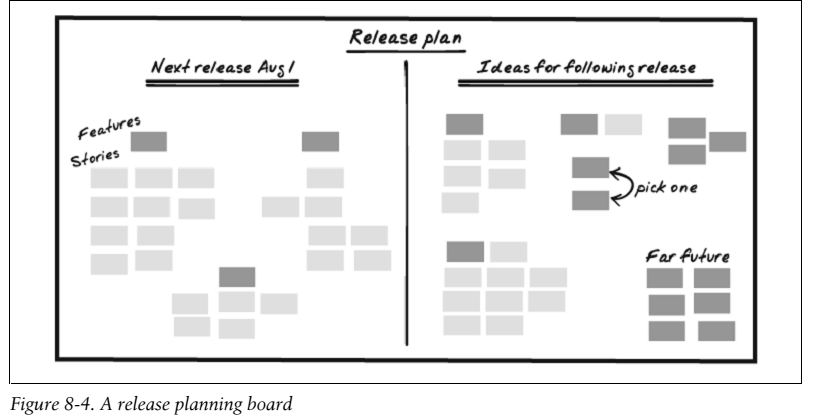 Release plan
Next release Aug 1
Ideas for following release
Features
Stories
pick one
Far future
Figure 8-4. A release planning board